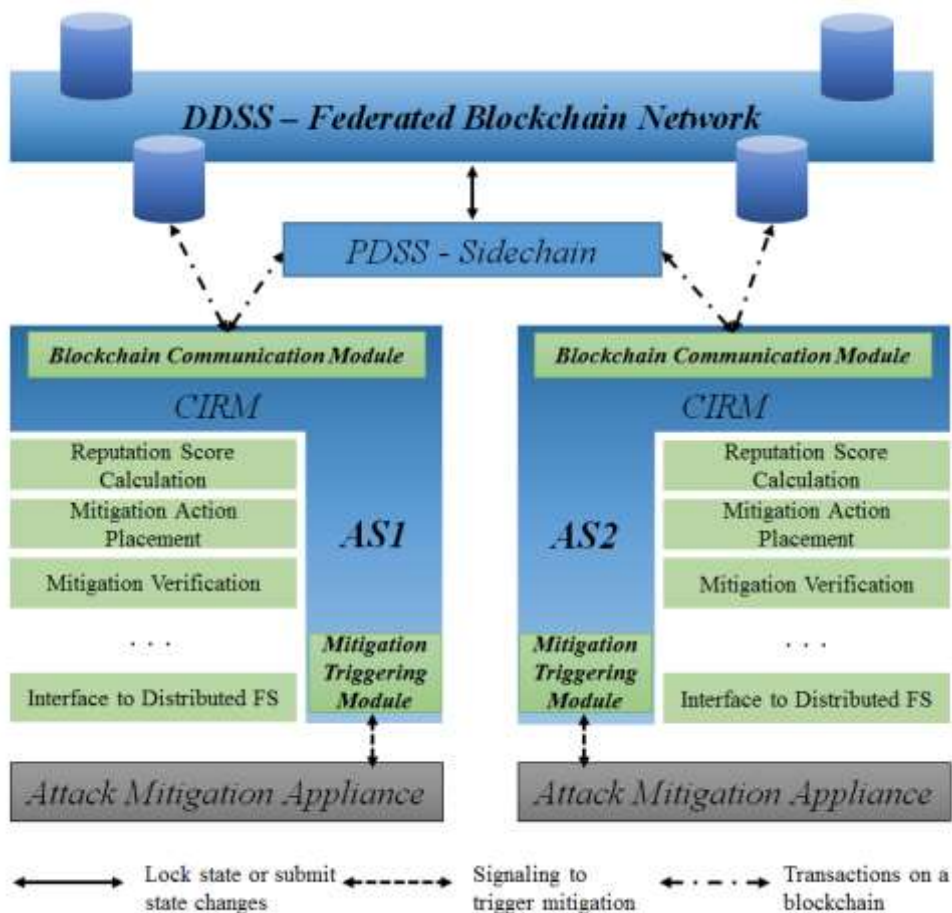 DDSS – Federated Blockchain Network
PDSS - Sidechain
Blockchain Communication Module
CIRM
Reputation Score
Calculation
Mitigation Action
Placement
Mitigation Verification
. . .
Interface to Distributed FS
AS1
Mitigation
Triggering
Module
Attack Mitigation Appliance
Blockchain Communication Module
CIRM
AS2
Mitigation
Triggering
Module
Reputation Score
Calculation
Mitigation Action
Placement
Mitigation Verification
. . .
Interface to Distributed FS
Attack Mitigation Appliance
Lock state or submit
state changes
Signaling to
trigger mitigation
Transactions on a
blockchain